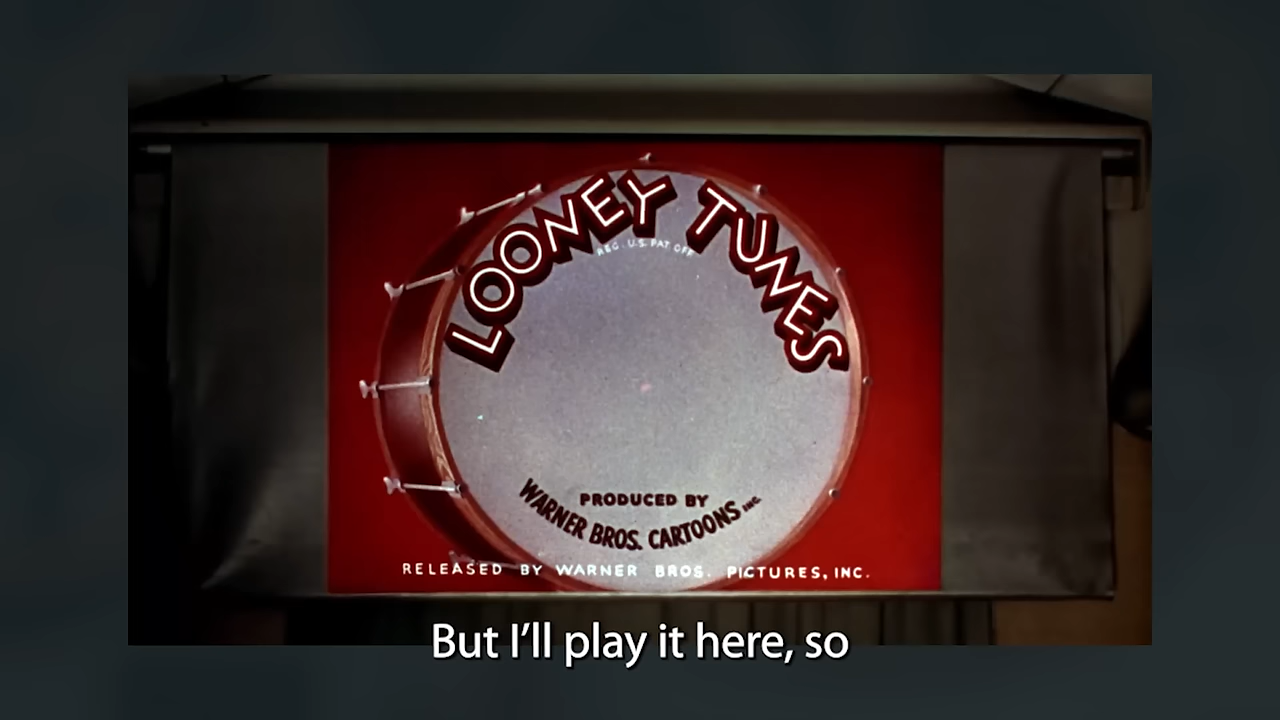 LOONEY TUNES
REG. U.S. PAT OFF.
PRODUCED BY
WARNER BROS. CARTOONS INC.
RELEASED BY WARNER BROS. PICTURES, INC.
But I’ll play it here, so